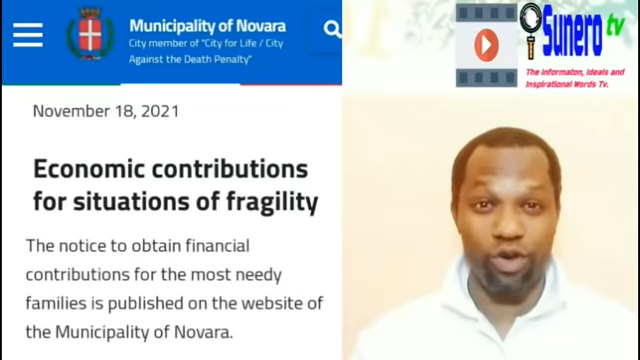 Municipality of Novara
City member of "City for Life / City
Against the Death Penalty"
November 18, 2021
Economic contributions
for situations of fragility
The notice to obtain financial
contributions for the most needy
families is published on the website of
the Municipality of Novara.
Sunero tv
The Informaton, Ideals and
Inspirational Words Tv.